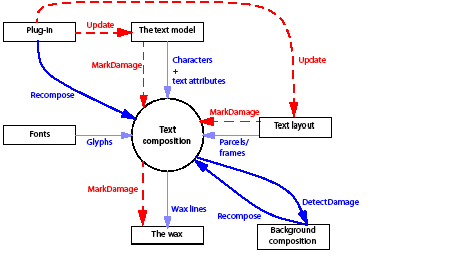 Update
Plug-in
Update
The text model
MarkDamage
Characters
+
text attributes
Update
Recompose
MarkDamage
Fonts
Glyphs
Text
composition
Text layout
Parcels/
frames
MarkDamage
Wax lines
DetectDamage
Recompose
The wax
Background
composition